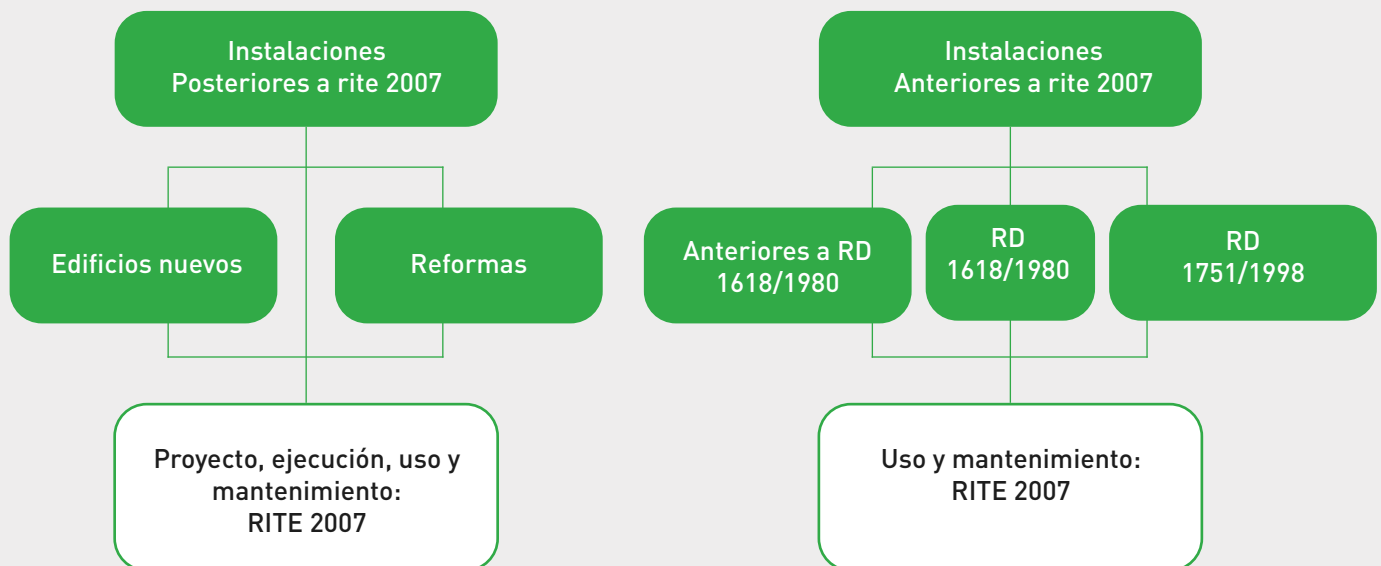 Instalaciones
Posteriores a rite 2007
Edificios nuevos
Reformas
Proyecto, ejecución, uso y
mantenimiento:
RITE 2007
Instalaciones
Anteriores a rite 2007
Anteriores a RD
1618/1980
RD
1618/1980
RD
1751/1998
Uso y mantenimiento:
RITE 2007